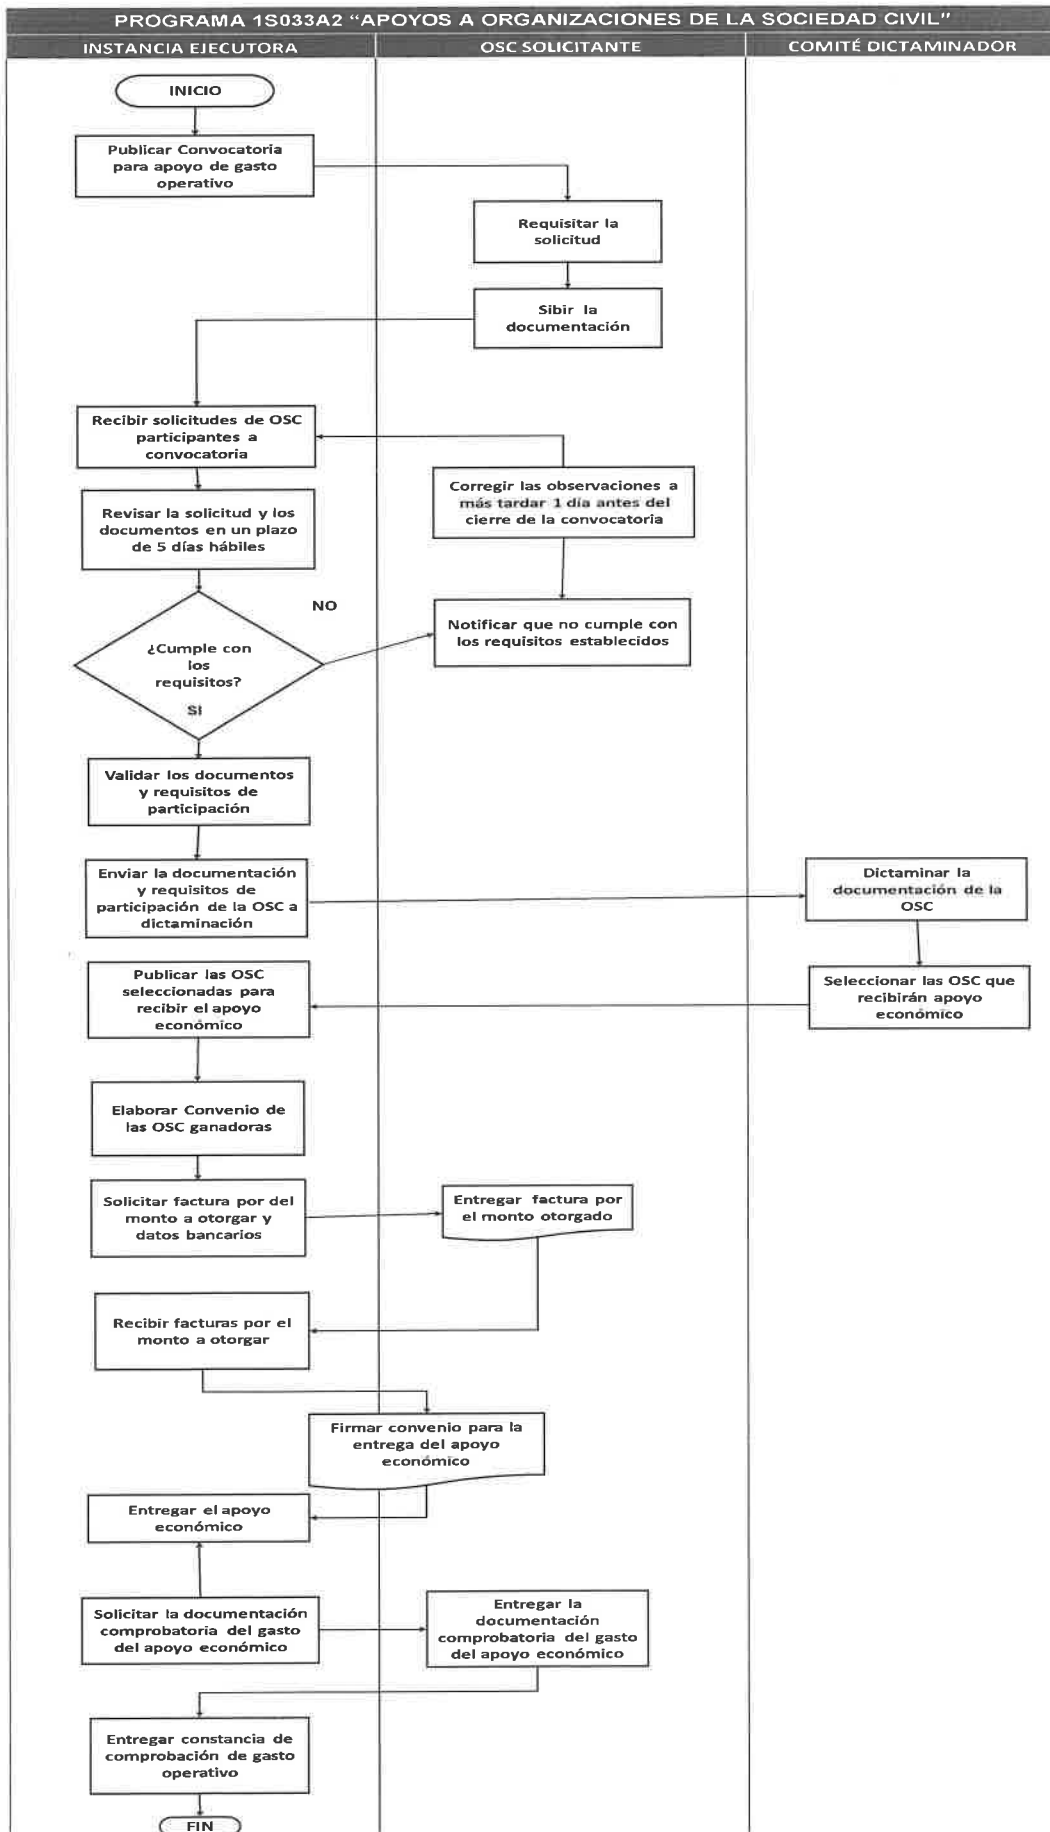 PROGRAMA 1S033A2 “APOYOS A ORGANIZACIONES DE LA SOCIEDAD CIVIL”
INSTANCIA EJECUTORA
OSC SOLICITANTE
COMITÉ DICTAMINADOR
INICIO
Publicar Convocatoria
para apoyo de gasto
operativo
Requisitar la
solicitud
Sibir la
documentación
Recibir solicitudes de OSC
participantes a
convocatoria
Corregir las observaciones a
más tardar 1 día antes del
cierre de la convocatoria
Revisar la solicitud y los
documentos en un plazo
de 5 días hábiles
NO
Notificar que no cumple con
los requisitos establecidos
¿Cumple con
los
requisitos?
SI
Validar los documentos
y requisitos de
participación
Enviar la documentación
y requisitos de
participación de la OSC a
dictaminación
Dictaminar la
documentación de la
OSC
Seleccionar las OSC que
recibirán apoyo
económico
Publicar las OSC
seleccionadas para
recibir el apoyo
económico
Elaborar Convenio de
las OSC ganadoras
Solicitar factura por del
monto a otorgar y
datos bancarios
Entregar factura por
el monto otorgado
Recibir facturas por el
monto a otorgar
Firmar convenio para la
entrega del apoyo
económico
Entregar el apoyo
económico
Solicitar la documentación
comprobatoria del gasto
del apoyo económico
Entregar la
documentación
comprobatoria del gasto
del apoyo económico
Entregar constancia de
comprobación de gasto
operativo
FIN